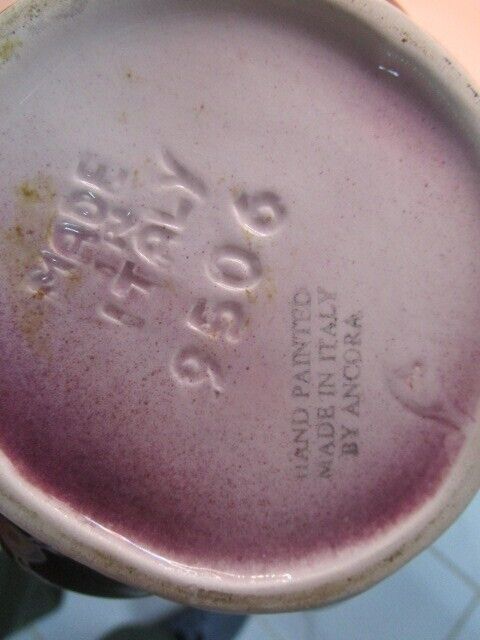 MADE
IN
ITALY
9506
HAND PAINTED
MADE IN ITALY
BY ANCORA